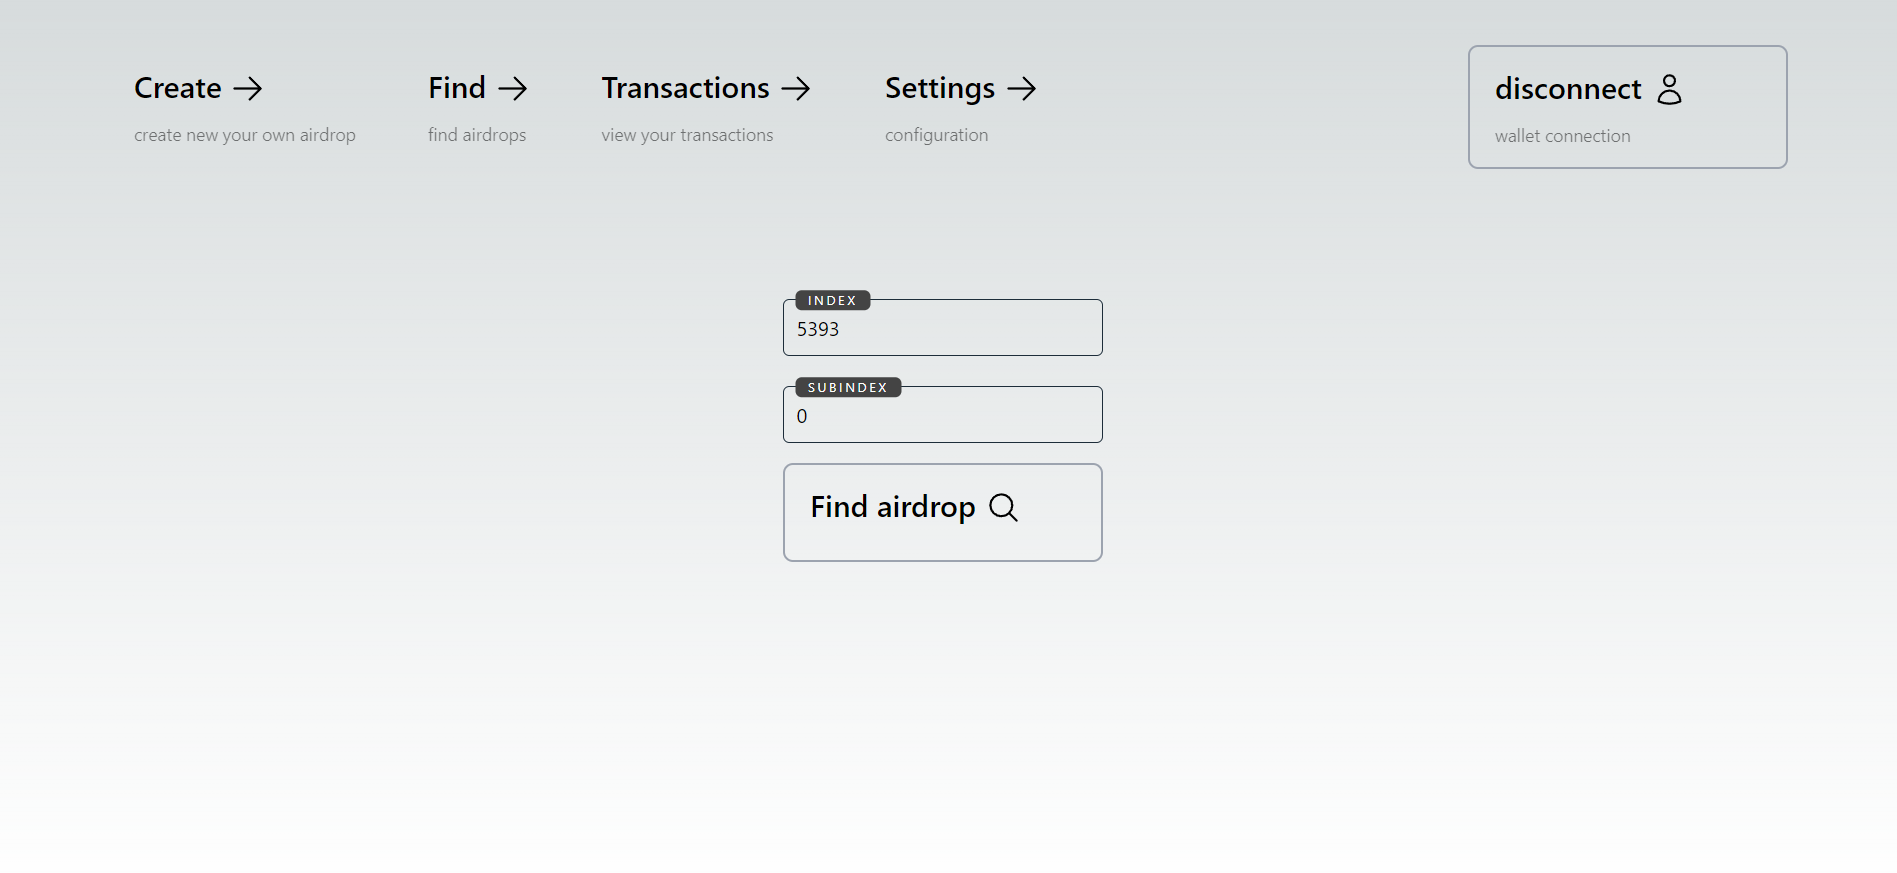 Create
create new your own airdrop
Find
find airdrops
Transactions
view your transactions
Settings
configuration
disconnect
wallet connection
INDEX
5393
SUBINDEX
0
Find airdrop